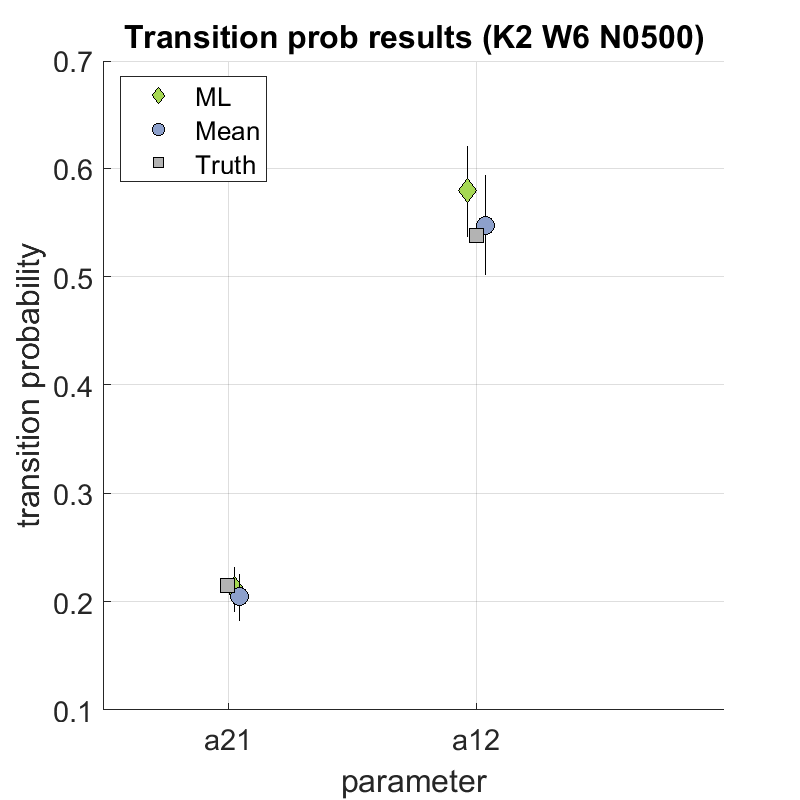 Transition prob results (K2 W6 N0500)
0.7
0.6
0.5
0.4
0.3
0.2
0.1
transition probability
ML
Mean
Truth
a21
a12
parameter